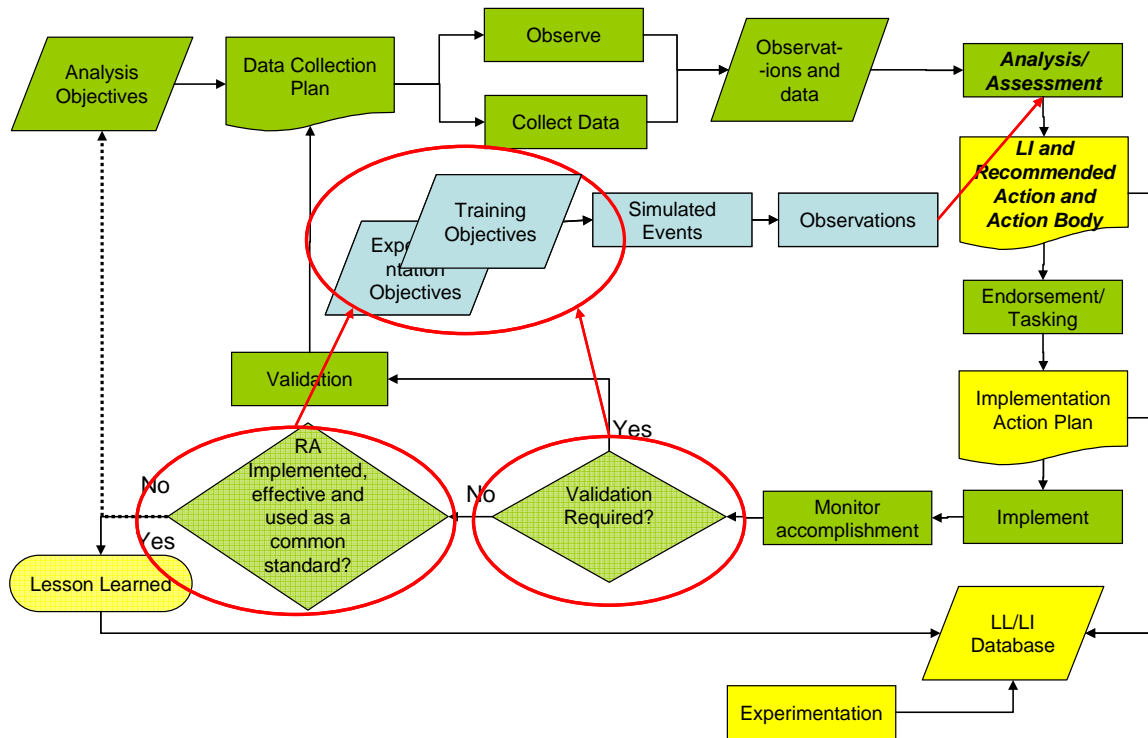 Analysis
Objectives
Data Collection
Plan
Observe
Collect Data
Observat-
-ions and
data
Analysis/
Assessment
LI and
Recommended
Action and
Action Body
Training
Objectives
Expe
ntation
Objectives
Simulated
Events
Observations
Endorsement/
Tasking
Validation
Implementation
Action Plan
Yes
RA
Implemented,
effective and
used as a
common
standard?
No
Yes
No
Validation
Required?
Monitor
accomplishment
Implement
Lesson Learned
LL/LI
Database
Experimentation